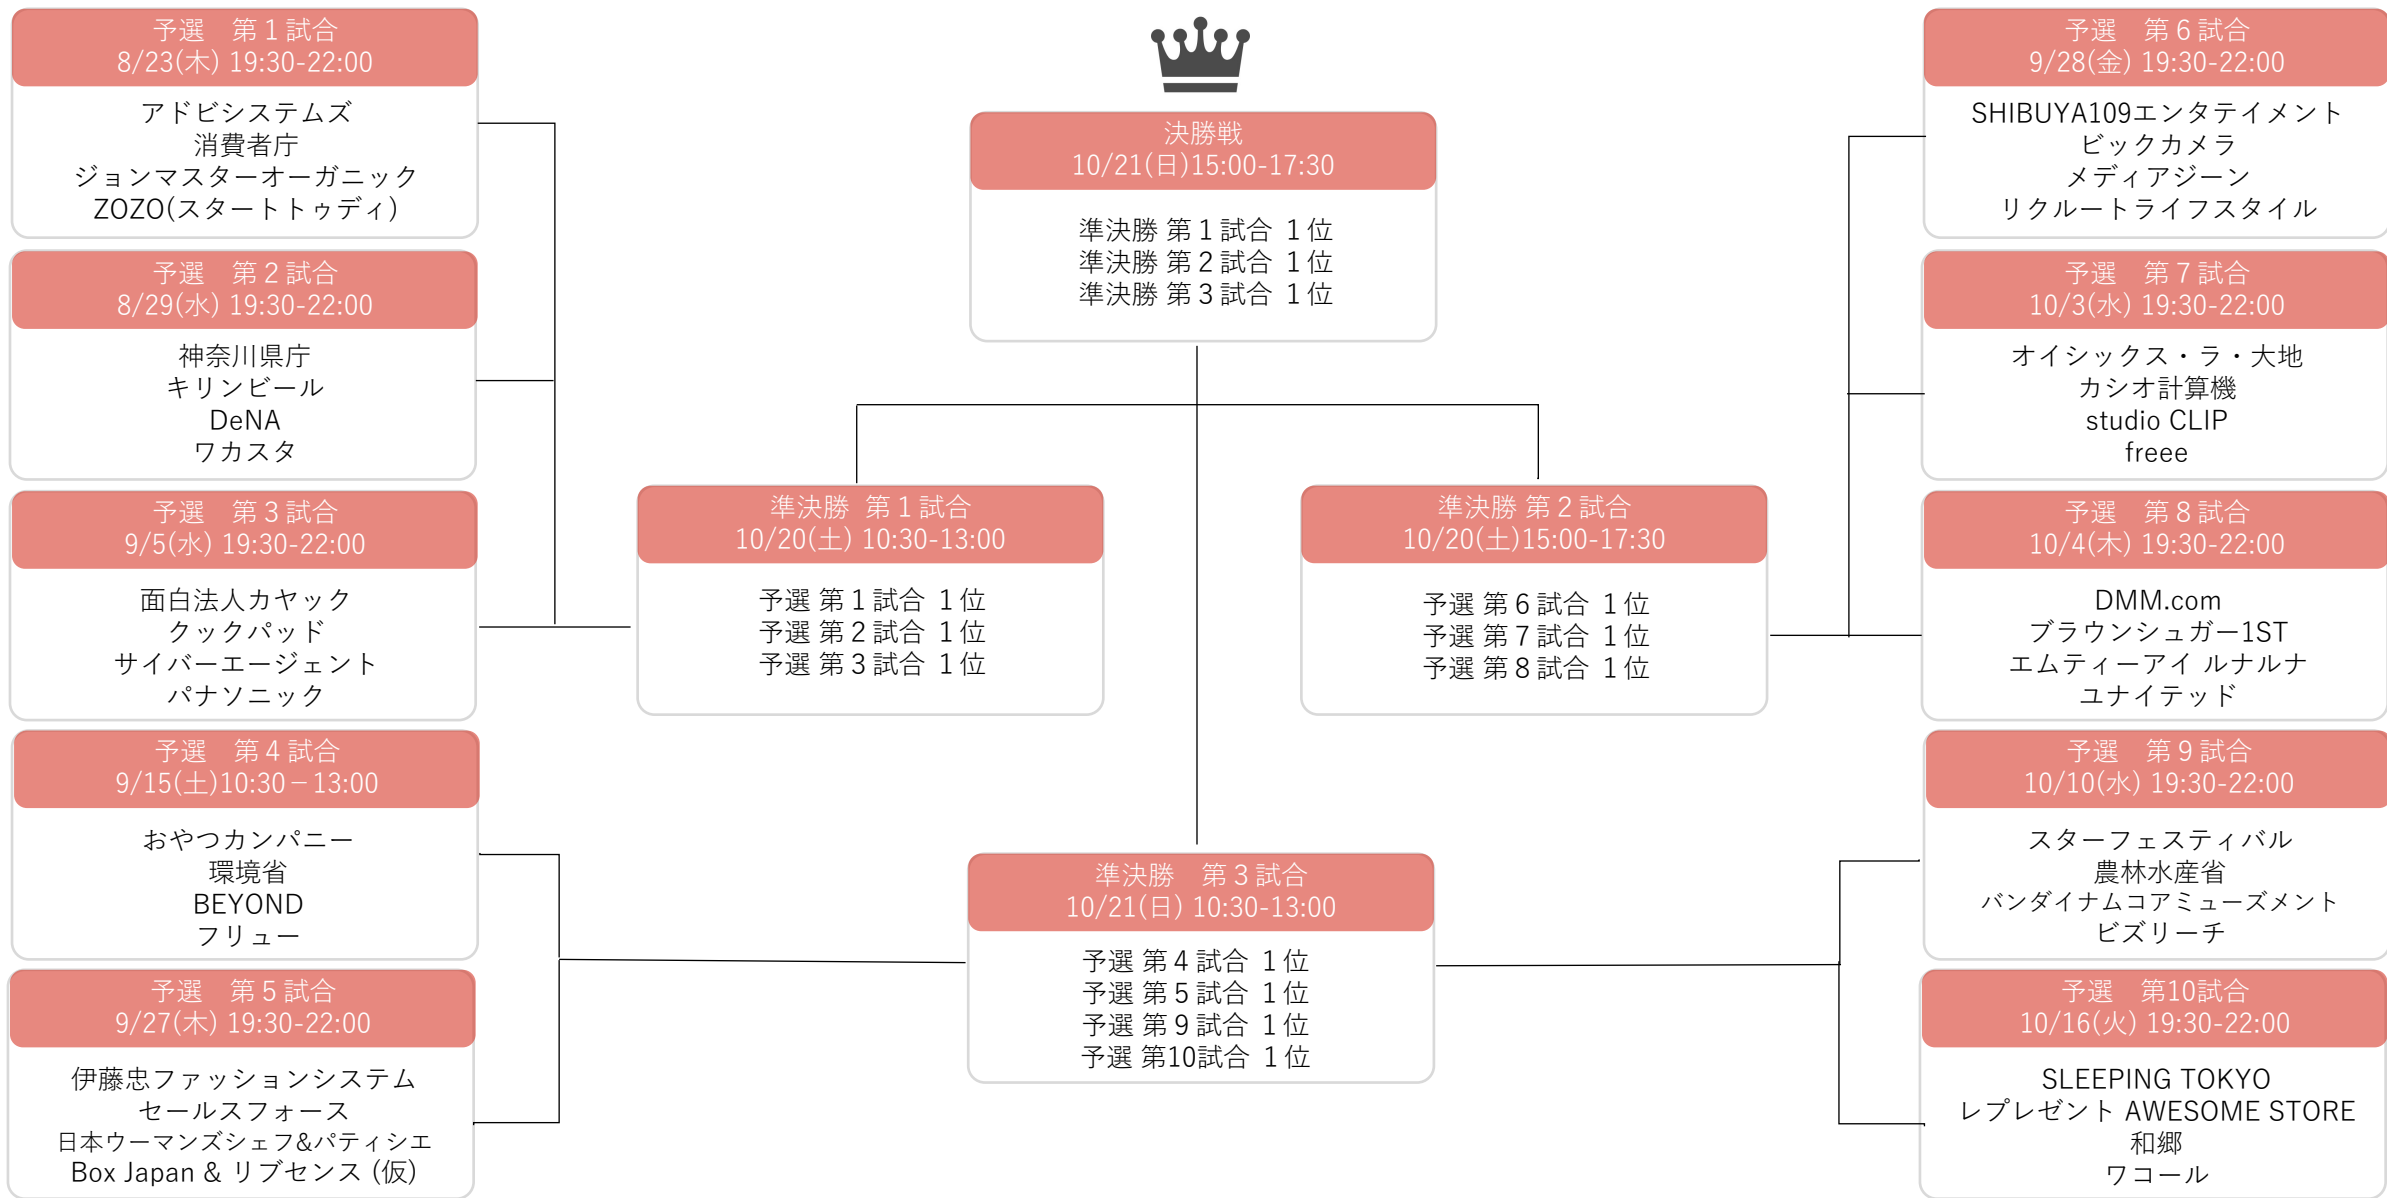 予選　第１試合
8/23(木) 19:30-22:00
アドビシステムズ
消費者庁
ジョンマスターオーガニック
ZOZO(スタートトゥデイ)
予選　第２試合
8/29(水) 19:30-22:00
神奈川県庁
キリンビール
DeNA
ワカスタ
予選　第３試合
9/5(水) 19:30-22:00
面白法人カヤック
クックパッド
サイバーエージェント
パナソニック
予選　第４試合
9/15(土)10:30－13:00
おやつカンパニー
環境省
BEYOND
フリュー
予選　第５試合
9/27(木) 19:30-22:00
伊藤忠ファッションシステム
セールスフォース
日本ウーマンズシェフ&パティシエ
Box Japan & リブセンス (仮)
決勝戦
10/21(日)15:00-17:30
準決勝 第１試合 １位
準決勝 第２試合 １位
準決勝 第３試合 １位
準決勝 第１試合
10/20(土) 10:30-13:00
予選 第１試合 １位
予選 第２試合 １位
予選 第３試合 １位
準決勝 第２試合
10/20(土)15:00-17:30
予選 第６試合 １位
予選 第７試合 １位
予選 第８試合 １位
準決勝　第３試合
10/21(日) 10:30-13:00
予選 第４試合 １位
予選 第５試合 １位
予選 第９試合 １位
予選 第10試合 １位
予選　第６試合
9/28(金) 19:30-22:00
SHIBUYA109エンタテイメント
ビックカメラ
メディアジーン
リクルートライフスタイル
予選　第７試合
10/3(水) 19:30-22:00
オイシックス・ラ・大地
カシオ計算機
studio CLIP
freee
予選　第８試合
10/4(木) 19:30-22:00
DMM.com
ブラウンシュガー1ST
エムティーアイ ルナルナ
ユナイテッド
予選　第９試合
10/10(水) 19:30-22:00
スターフェスティバル
農林水産省
バンダイナムコアミューズメント
ビズリーチ
予選　第10試合
10/16(火) 19:30-22:00
SLEEPING TOKYO
レプレゼント AWESOME STORE
和郷
ワコール